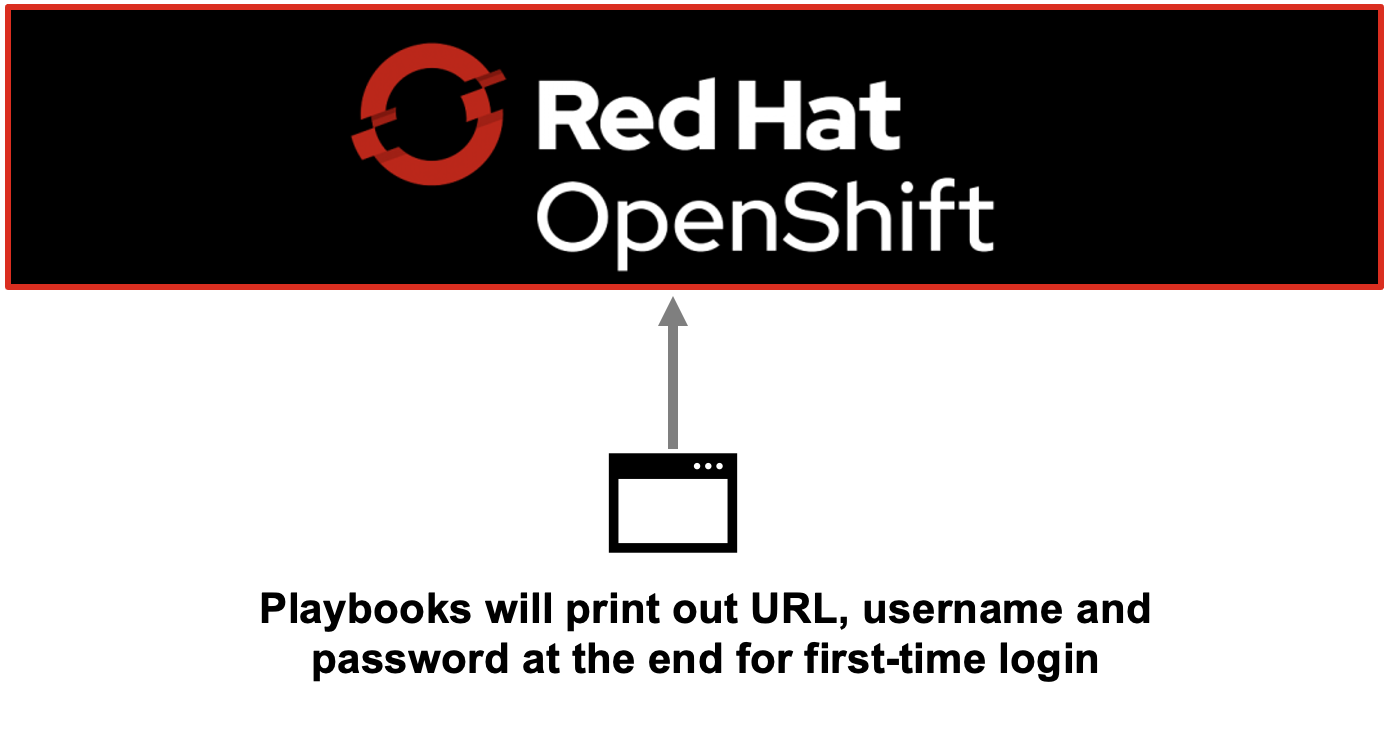 Red Hat
OpenShift
Playbooks will print out URL, username and
password at the end for first-time login